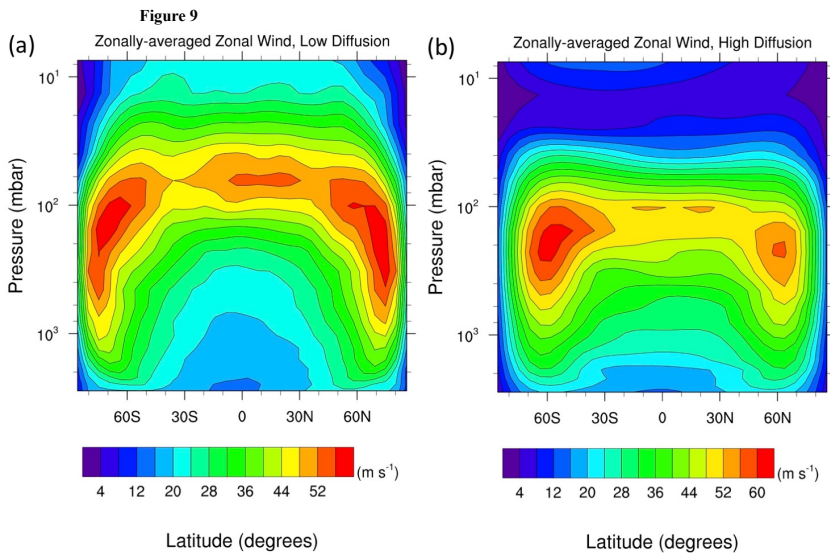 Figure 9
(a)
Zonally-averaged Zonal Wind, Low Diffusion
10¹
10²
10³
Pressure (mbar)
60S 30S 0 30N 60N
4 12 20 28 36 44 52
(m s⁻¹)
Latitude (degrees)
(b)
Zonally-averaged Zonal Wind, High Diffusion
10¹
10²
10³
Pressure (mbar)
60S 30S 0 30N 60N
4 12 20 28 36 44 52 60
(m s⁻¹)
Latitude (degrees)